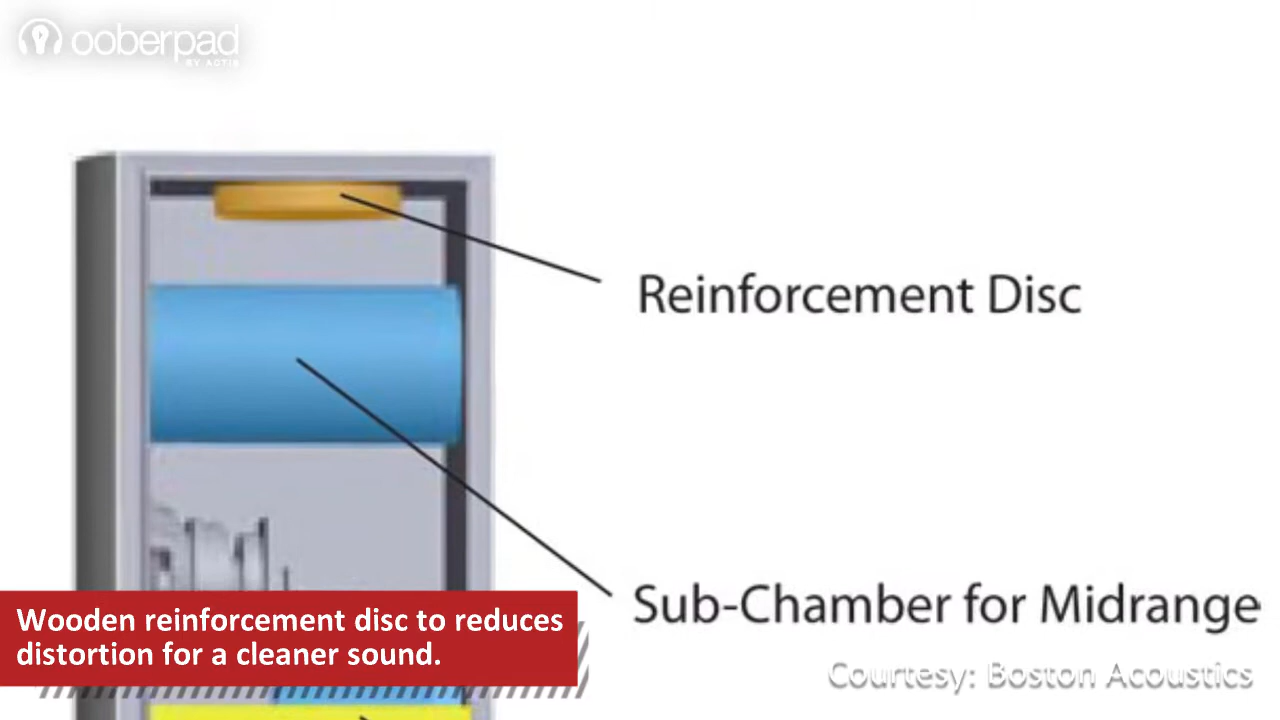 ooberpad
BY ACTIS
Reinforcement Disc
Sub-Chamber for Midrange
Wooden reinforcement disc to reduces
distortion for a cleaner sound.
Courtesy: Boston Acoustics